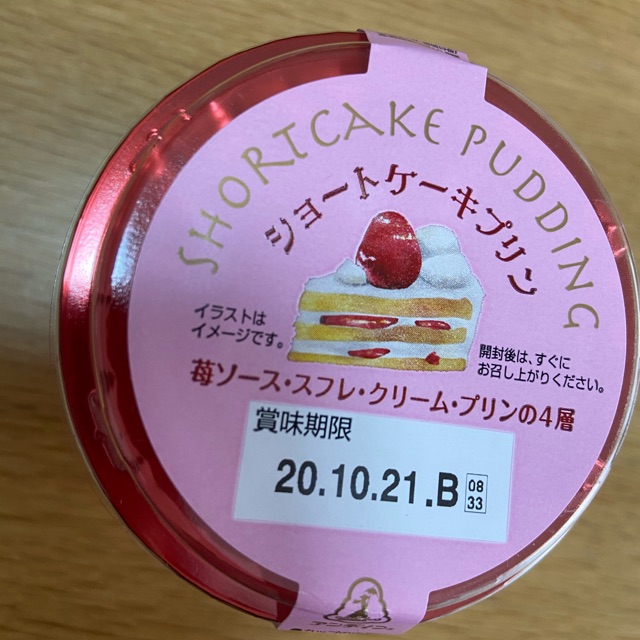 SHORTCAKE PUDDING
ショートケーキプリン
イラストは
イメージです。
開封後は、すぐに
お召し上がりください。
苺ソース・スフレ・クリーム・プリンの4層
賞味期限
20.10.21.B
08
33